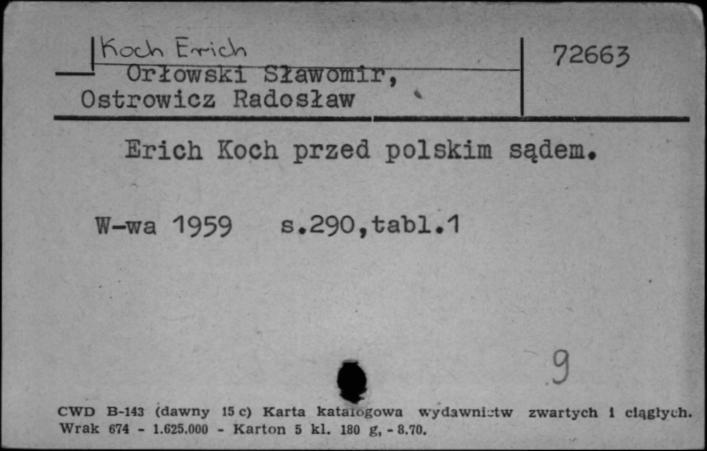 Koch Erich
72663
Orłowski Sławomir,
Ostrowicz Radosław
Erich Koch przed polskim sądem.
W-wa 1959 s.290,tabl.1
9
CWD B-143 (dawny 15 c) Karta katalogowa wydawnictw zwartych i ciągłych.
Wrak 674 - 1.625.000 - Karton 5 kl. 180 g, - 8.70.